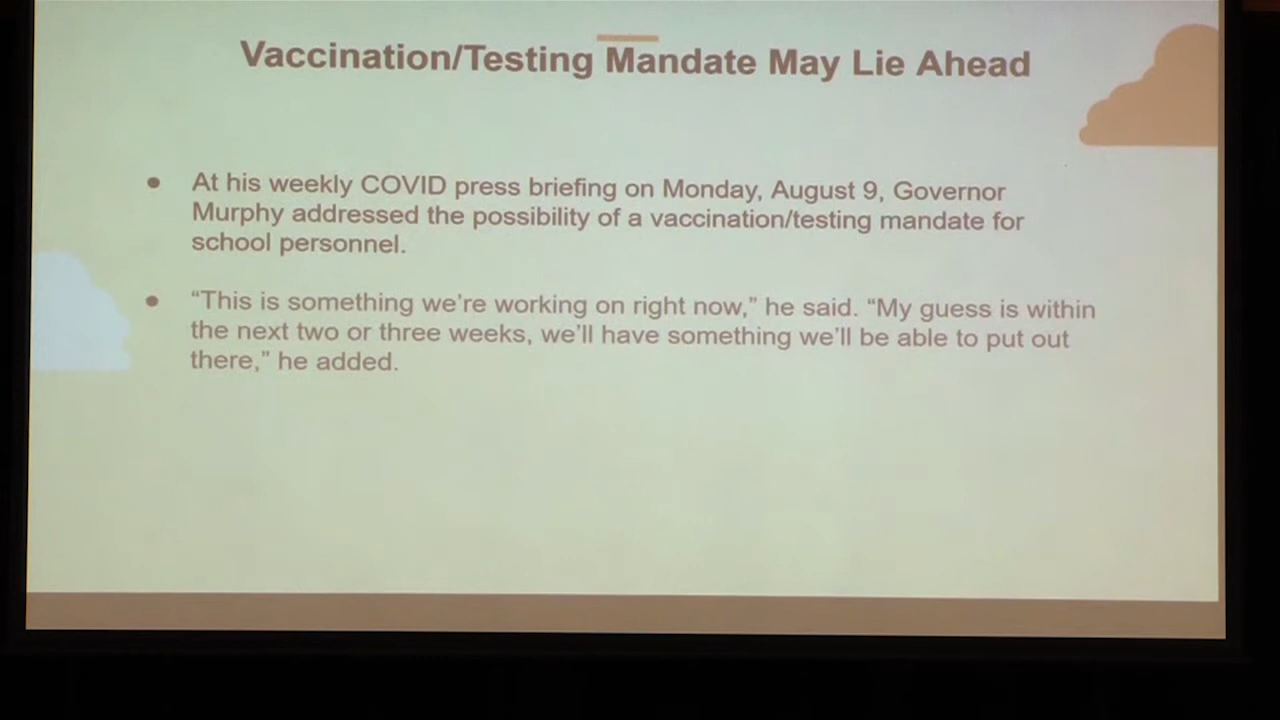 Vaccination/Testing Mandate May Lie Ahead
● At his weekly COVID press briefing on Monday, August 9, Governor
Murphy addressed the possibility of a vaccination/testing mandate for
school personnel.
● “This is something we’re working on right now,” he said. “My guess is within
the next two or three weeks, we’ll have something we’ll be able to put out
there,” he added.